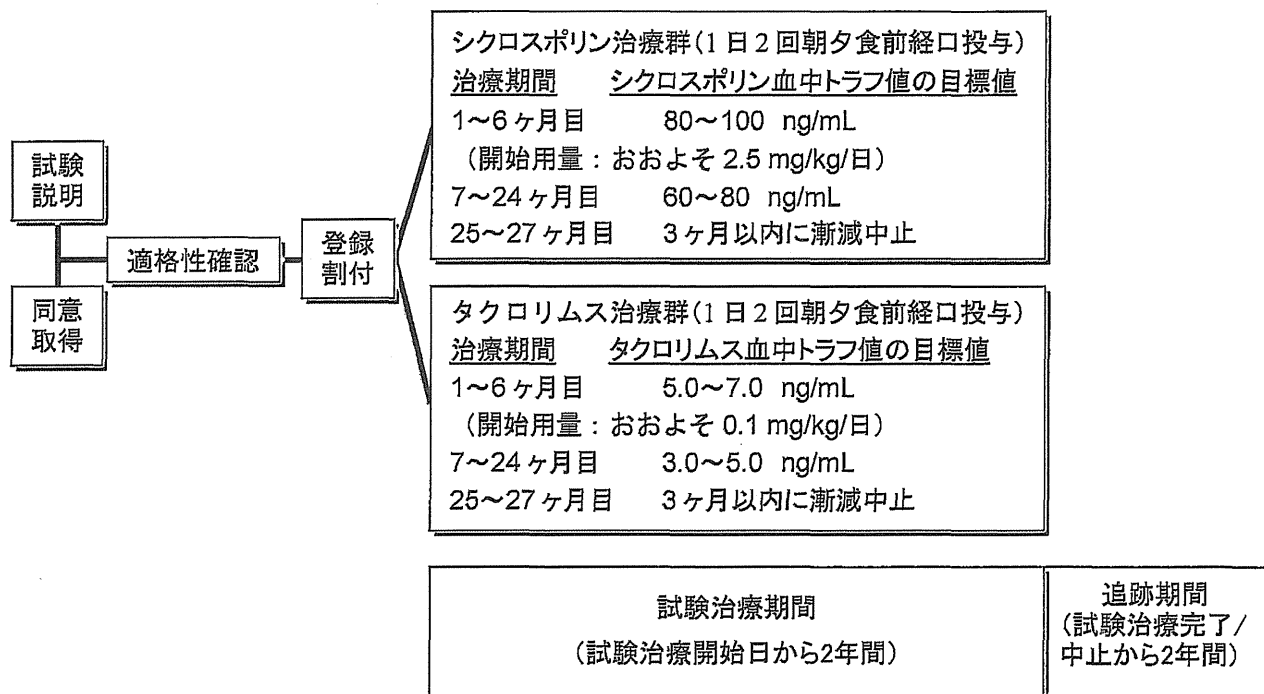 試験
説明
同意
取得
適格性確認
登録
割付
シクロスポリン治療群(1日2回朝夕食前経口投与)
治療期間 シクロスポリン血中トラフ値の目標値
1～6ヶ月目 80～100 ng/mL
(開始用量：おおよそ 2.5 mg/kg/日)
7～24ヶ月目 60～80 ng/mL
25～27ヶ月目 3ヶ月以内に漸減中止
タクロリムス治療群(1日2回朝夕食前経口投与)
治療期間 タクロリムス血中トラフ値の目標値
1～6ヶ月目 5.0～7.0 ng/mL
(開始用量：おおよそ 0.1 mg/kg/日)
7～24ヶ月目 3.0～5.0 ng/mL
25～27ヶ月目 3ヶ月以内に漸減中止
試験治療期間
(試験治療開始日から2年間)
追跡期間
(試験治療完了/
中止から2年間)